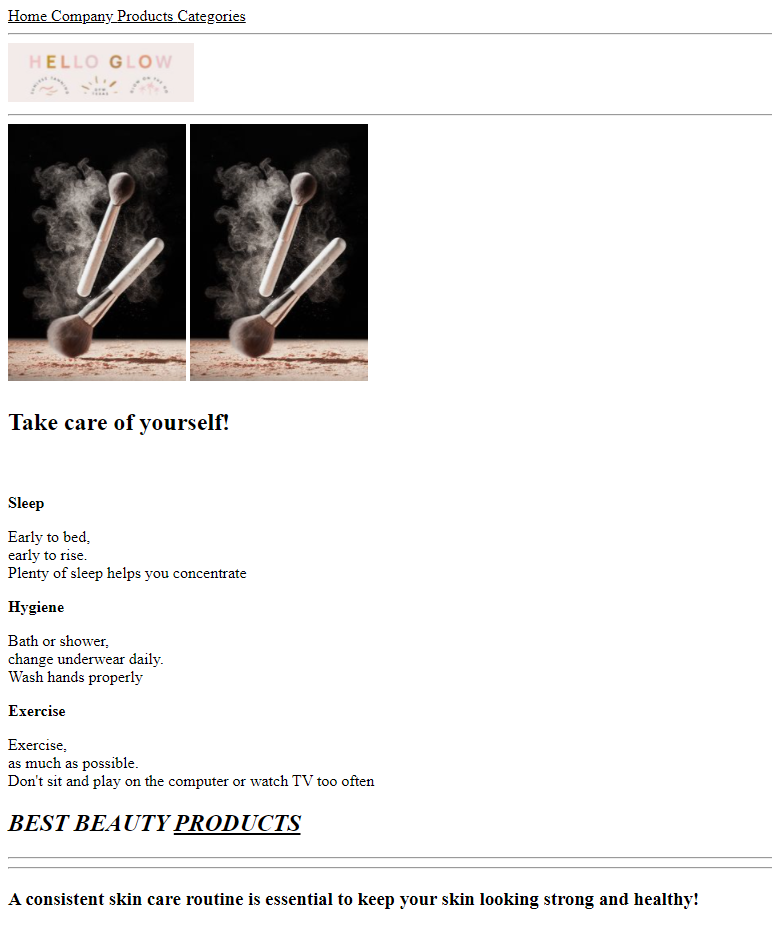 Home Company Products Categories
HELLO GLOW
Take care of yourself!
Sleep
Early to bed,
early to rise.
Plenty of sleep helps you concentrate
Hygiene
Bath or shower,
change underwear daily.
Wash hands properly
Exercise
Exercise,
as much as possible.
Don't sit and play on the computer or watch TV too often
BEST BEAUTY PRODUCTS
A consistent skin care routine is essential to keep your skin looking strong and healthy!